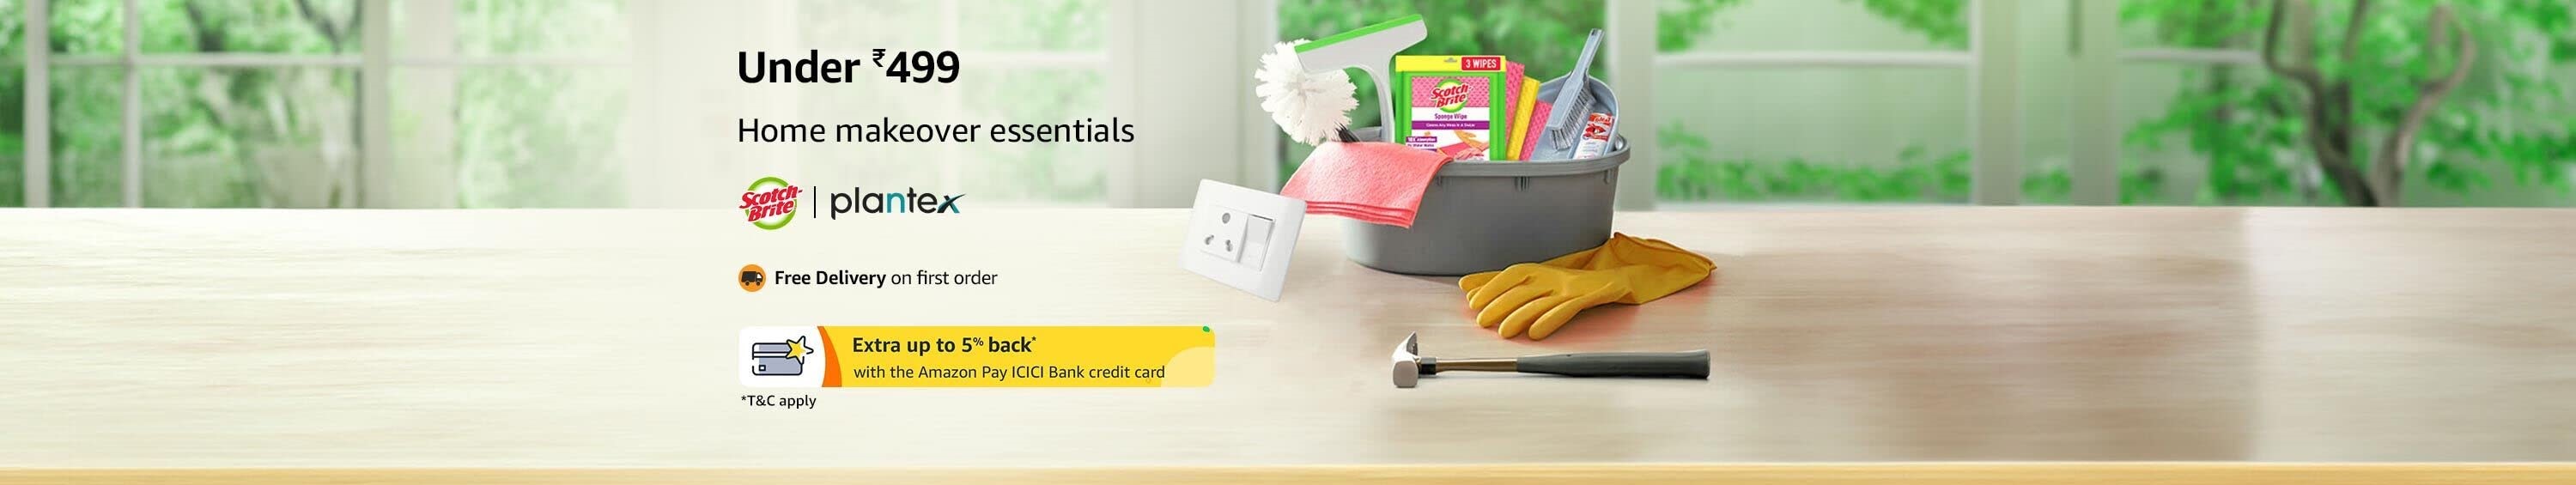 Under ₹499
Home makeover essentials
Scotch-
Brite
plantex
Free Delivery on first order
Extra up to 5% back*
with the Amazon Pay ICICI Bank credit card
*T&C apply
3 WIPES
Scotch
Brite
Sponge Wipe